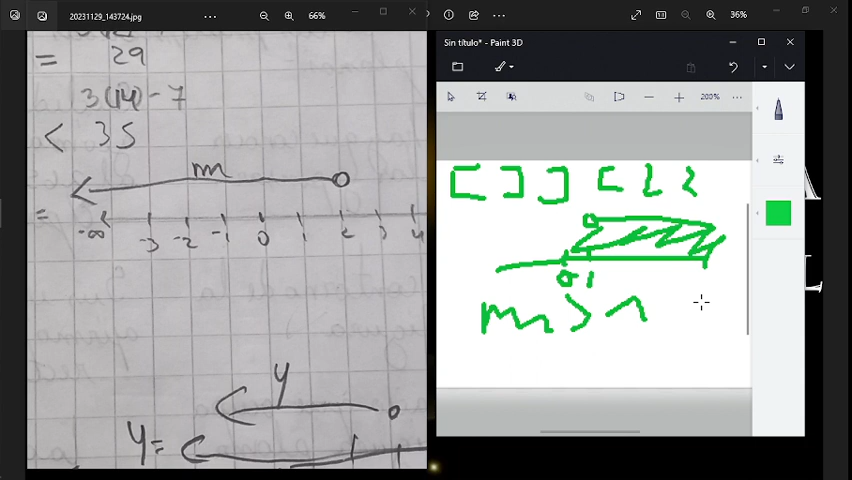 20231129_143724.jpg
66%
36%
= 29
3(14) - 7
< 35
m
=
-∞ -3 -2 -1 0 1 2 3 4
y
y=
Sin título* - Paint 3D
200%
[ ] ] [
0 1
m > 1